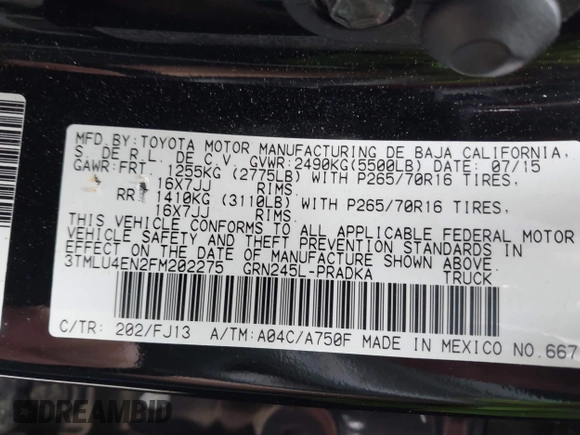 MFD.BY:TOYOTA MOTOR MANUFACTURING DE BAJA CALIFORNIA,
S. DE R.L. DE C.V. GVWR:2490KG(5500LB) DATE: 07/15
GAWR:FRT 1255KG (2775LB) WITH P265/70R16 TIRES,
16X7JJ RIMS.
RR 1410KG (3110LB) WITH P265/70R16 TIRES,
16X7JJ RIMS.
THIS VEHICLE CONFORMS TO ALL APPLICABLE FEDERAL MOTOR
VEHICLE SAFETY AND THEFT PREVENTION STANDARDS IN
EFFECT ON THE DATE OF MANUFACTURE SHOWN ABOVE.
3TMLU4EN2FM202275 GRN245L-PRADKA TRUCK
C/TR: 202/FJ13 A/TM:A04C/A750F MADE IN MEXICO NO.667
DREAMBID